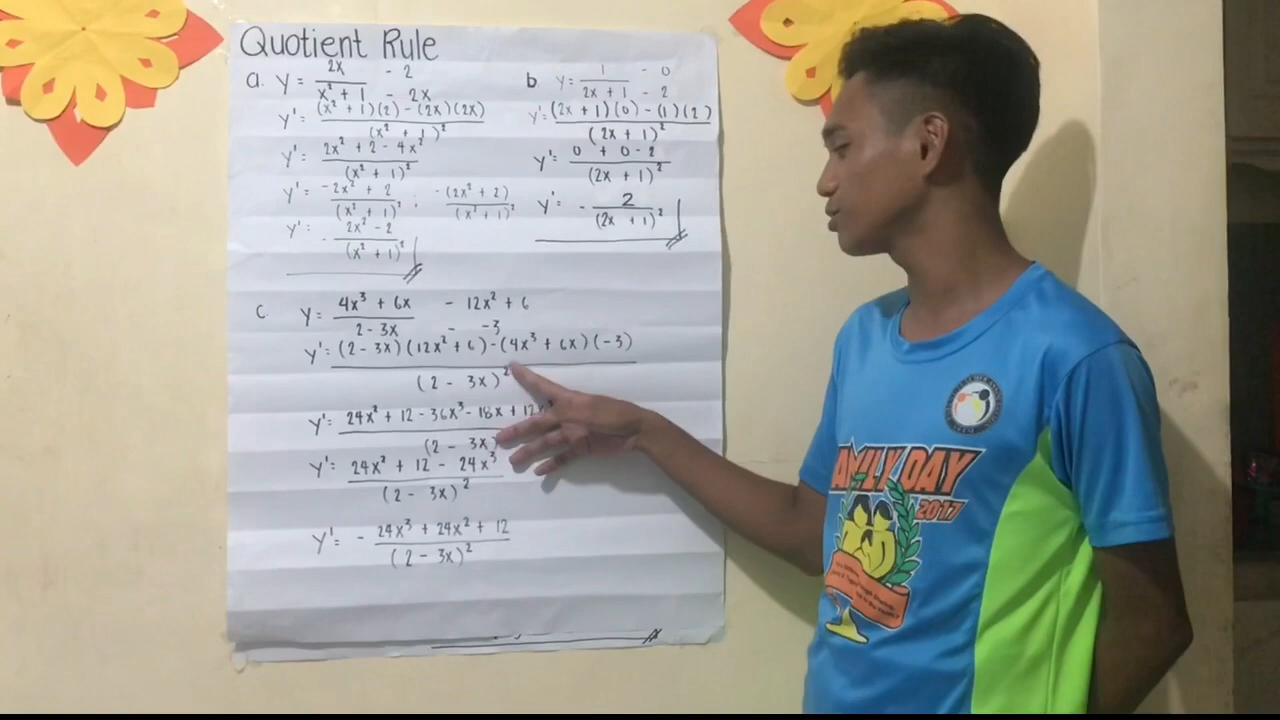 Quotient Rule
a. y = 2x / x² + 1 - 2 - 2x
y' = (x² + 1)(2) - (2x)(2x) / (x² + 1)²
y' = 2x² + 2 - 4x² / (x² + 1)²
y' = -2x² + 2 / (x² + 1)² ; -(2x² + 2) / (x² + 1)²
y' = - 2x² - 2 / (x² + 1)²
b y = 1 / 2x + 1 - 0 - 2
y' = (2x + 1)(0) - (1)(2) / (2x + 1)²
y' = 0 + 0 - 2 / (2x + 1)²
y' = - 2 / (2x + 1)²
c. y = 4x³ + 6x / 2 - 3x - 12x² + 6 - -3
y' = (2 - 3x)(12x² + 6) - (4x³ + 6x)(-3) / (2 - 3x)²
y' = 24x² + 12 - 36x³ - 18x + 12x³ / (2 - 3x)
y' = 24x² + 12 - 24x³ / (2 - 3x)²
y' = - 24x³ + 24x² + 12 / (2 - 3x)²
FAMILY DAY
2017